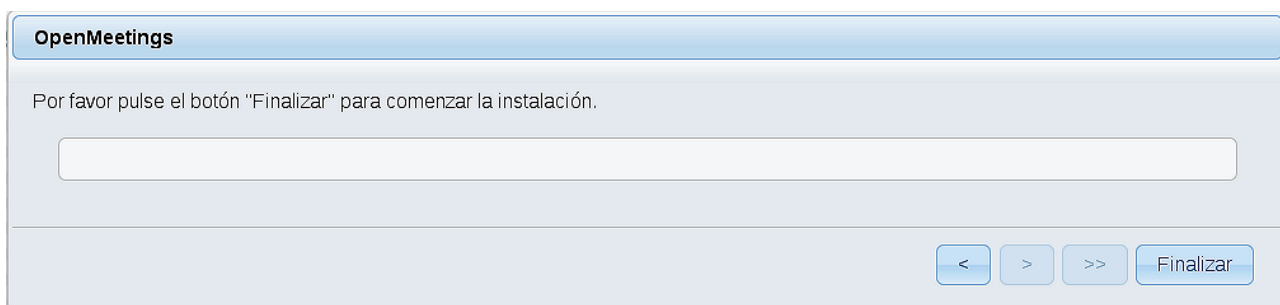 OpenMeetings
Por favor pulse el botón "Finalizar" para comenzar la instalación.
< > >> Finalizar